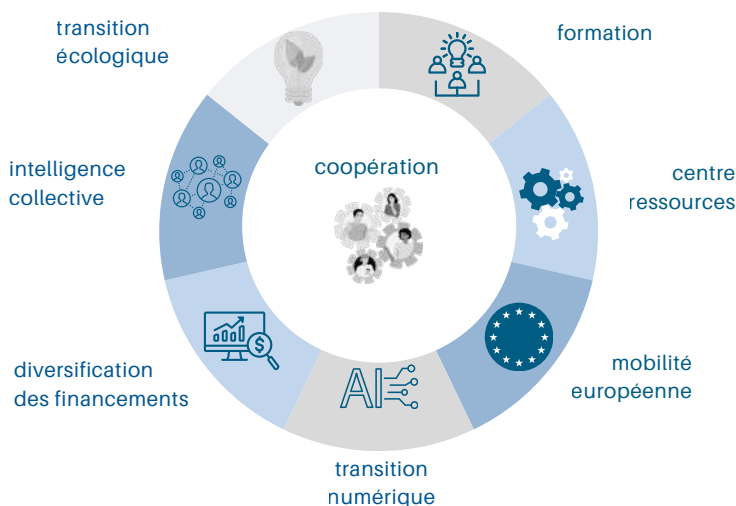 transition
écologique
formation
intelligence
collective
coopération
centre
ressources
diversification
des financements
AI
mobilité
européenne
transition
numérique